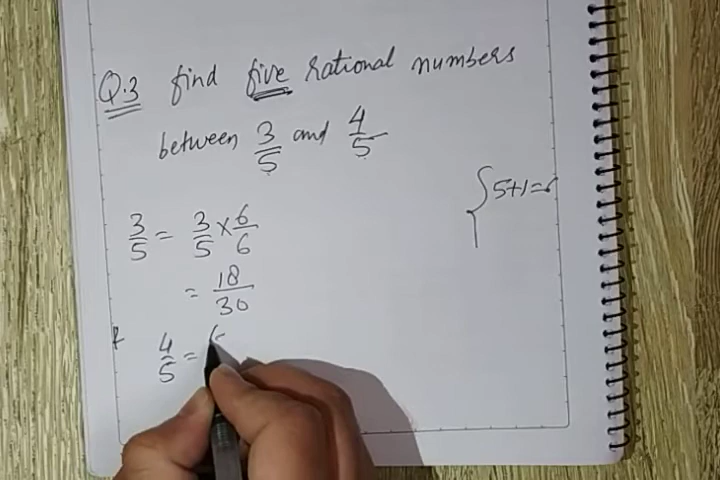 Q.3 find five rational numbers
between 3/5 and 4/5
{ 5+1=6
3/5 = 3/5 × 6/6
= 18/30
4/5 =